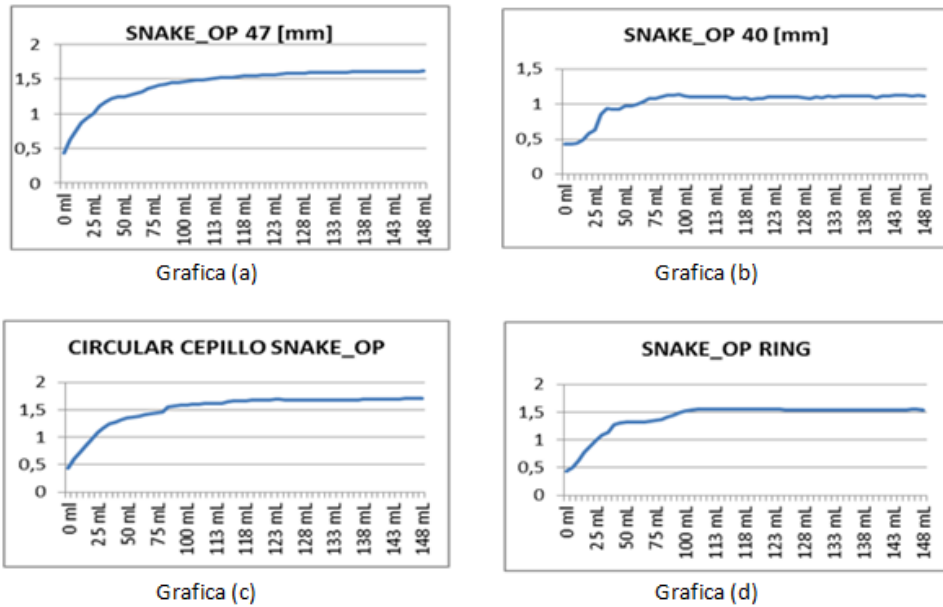 SNAKE_OP 47 [mm]
2
1,5
1
0,5
0
0 ml
25 mL
50 mL
75 mL
100 mL
113 mL
118 mL
123 mL
128 mL
133 mL
138 mL
143 mL
148 mL
Grafica (a)
SNAKE_OP 40 [mm]
1,5
1
0,5
0
0 ml
25 mL
50 mL
75 mL
100 mL
113 mL
118 mL
123 mL
128 mL
133 mL
138 mL
143 mL
148 mL
Grafica (b)
CIRCULAR CEPILLO SNAKE_OP
2
1,5
1
0,5
0
0 ml
25 mL
50 mL
75 mL
100 mL
113 mL
118 mL
123 mL
128 mL
133 mL
138 mL
143 mL
148 mL
Grafica (c)
SNAKE_OP RING
2
1,5
1
0,5
0
0 ml
25 mL
50 mL
75 mL
100 mL
113 mL
118 mL
123 mL
128 mL
133 mL
138 mL
143 mL
148 mL
Grafica (d)